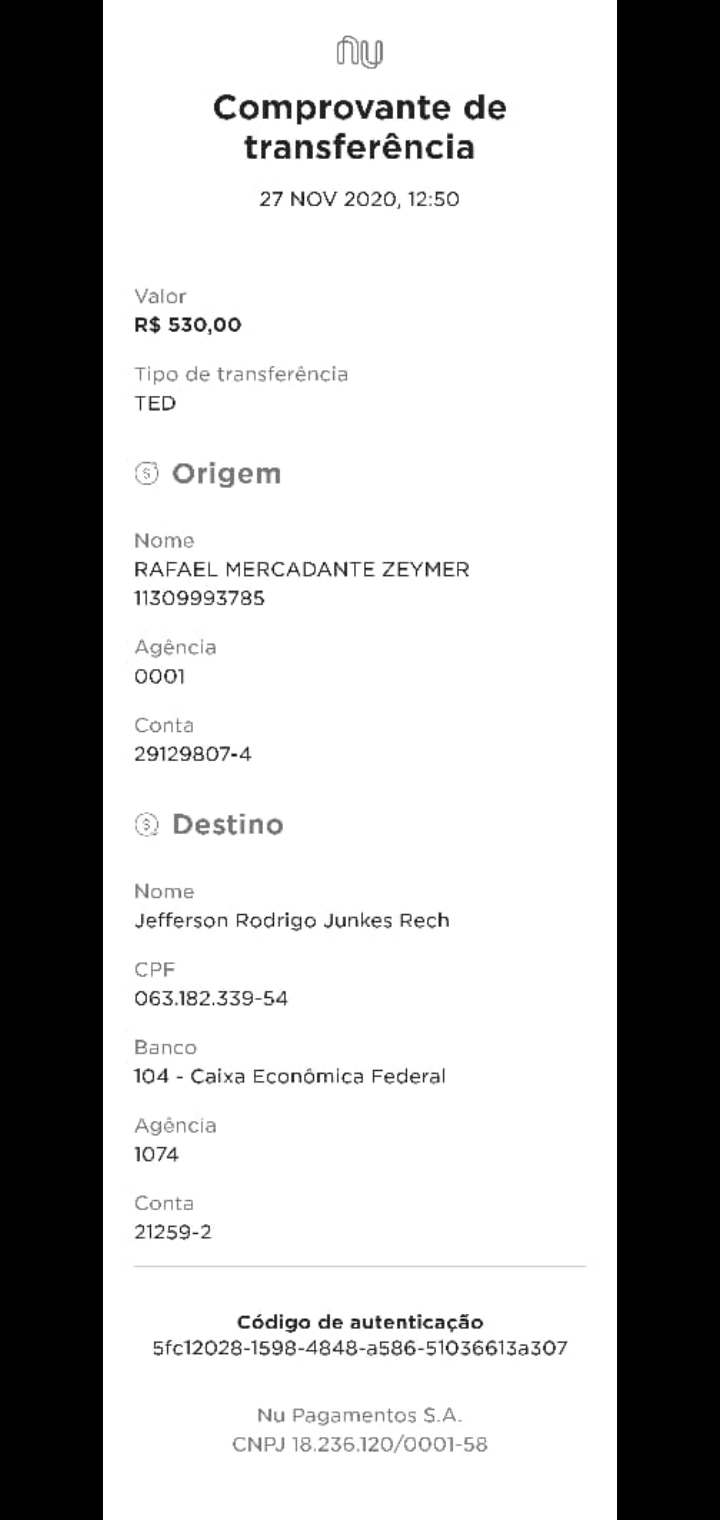 nu
Comprovante de
transferência
27 NOV 2020, 12:50
Valor
R$ 530,00
Tipo de transferência
TED
Origem
Nome
RAFAEL MERCADANTE ZEYMER
11309993785
Agência
0001
Conta
29129807-4
Destino
Nome
Jefferson Rodrigo Junkes Rech
CPF
063.182.339-54
Banco
104 - Caixa Econômica Federal
Agência
1074
Conta
21259-2
Código de autenticação
5fc12028-1598-4848-a586-51036613a307
Nu Pagamentos S.A.
CNPJ 18.236.120/0001-58